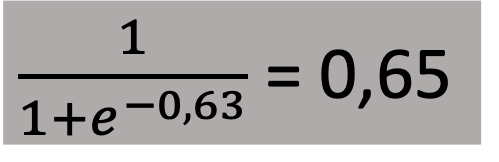 1
1+e^{−0,63} = 0,65